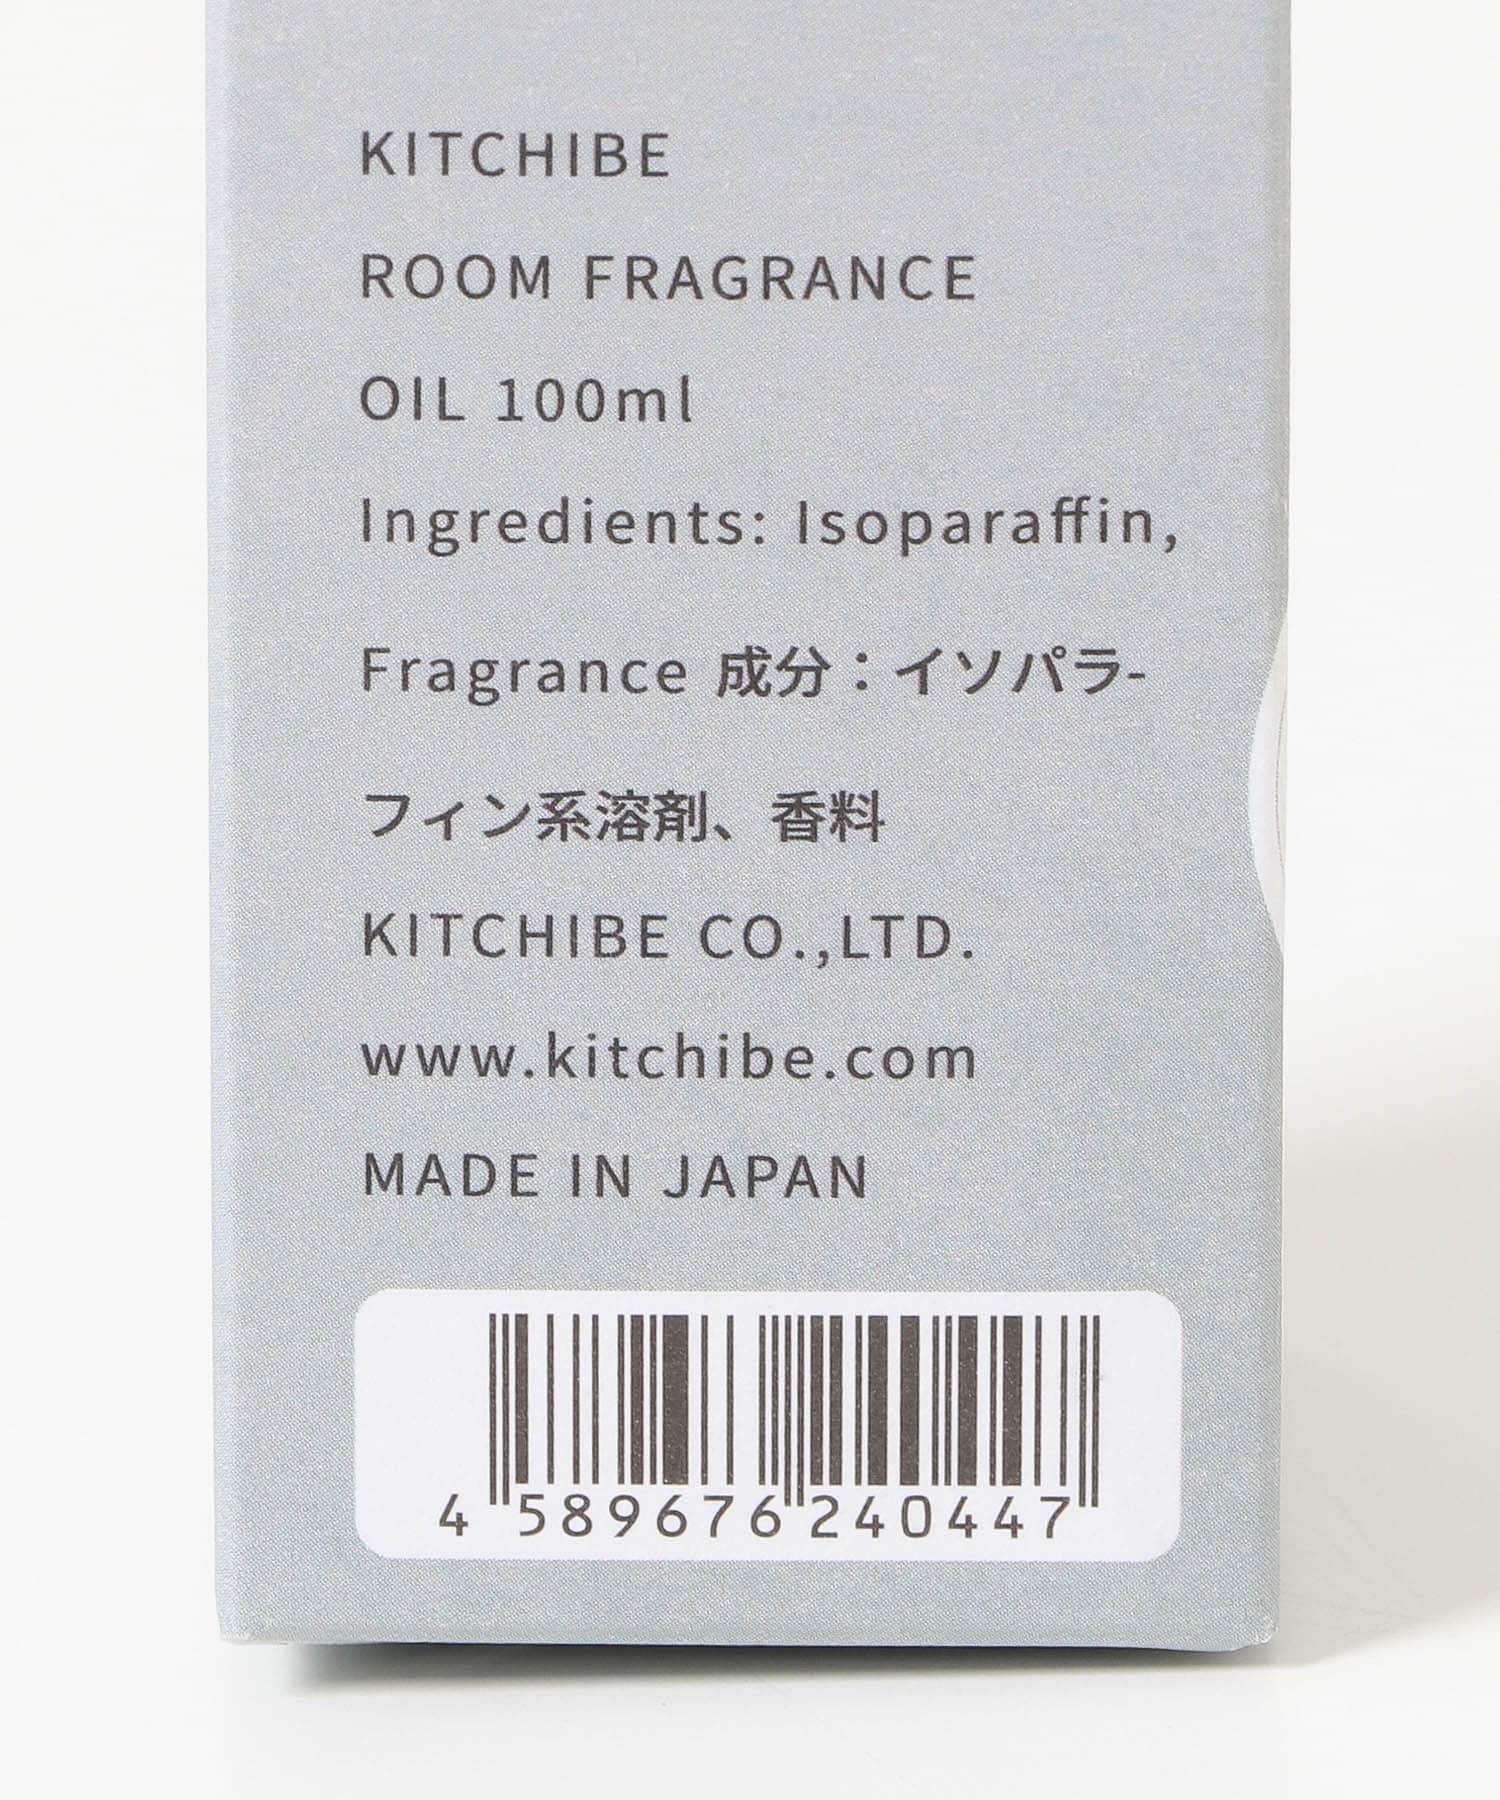 KITCHIBE
ROOM FRAGRANCE
OIL 100ml
Ingredients: Isoparaffin,
Fragrance 成分：イソパラ-
フィン系溶剤、香料
KITCHIBE CO.,LTD.
www.kitchibe.com
MADE IN JAPAN
4 589676 240447